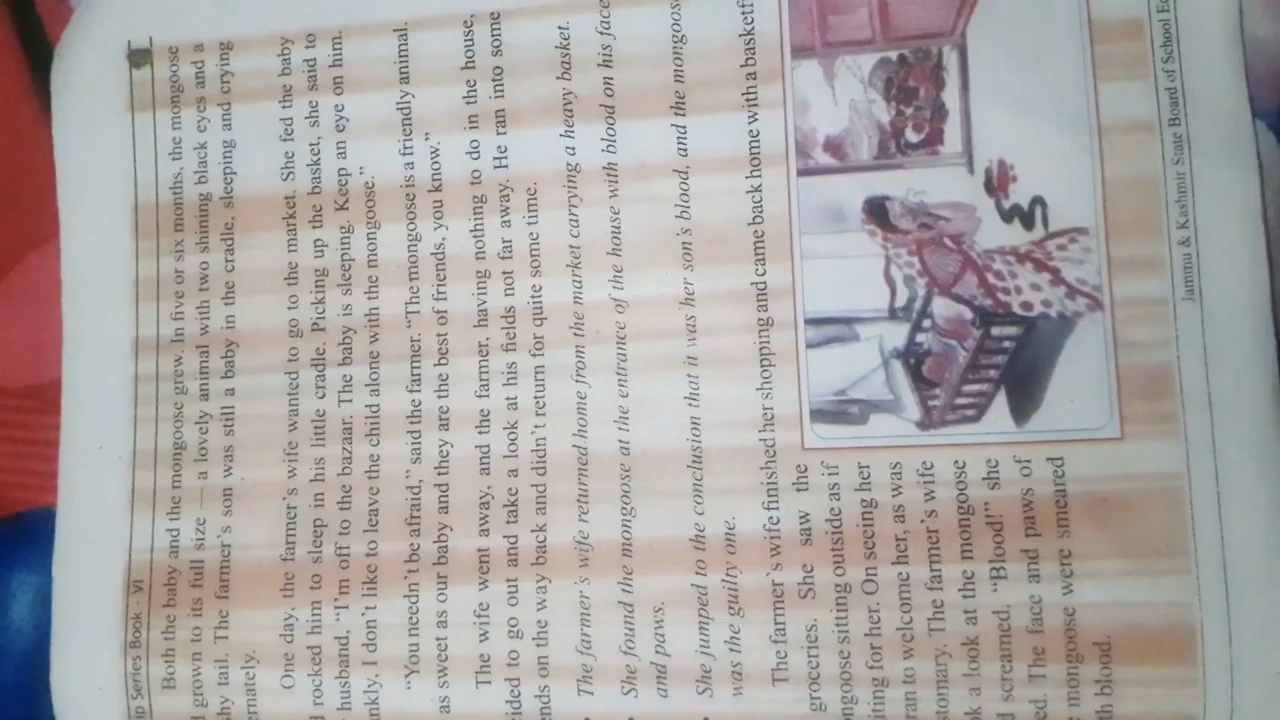 ip Series Book - VI
Both the baby and the mongoose grew. In five or six months, the mongoose
grown to its full size — a lovely animal with two shining black eyes and a
tail. The farmer's son was still a baby in the cradle, sleeping and crying
ernately.
One day, the farmer's wife wanted to go to the market. She fed the baby
rocked him to sleep in his little cradle. Picking up the basket, she said to
husband, “I'm off to the bazaar. The baby is sleeping. Keep an eye on him.
nkly, I don't like to leave the child alone with the mongoose.”
“You needn't be afraid,” said the farmer. “The mongoose is a friendly animal.
as sweet as our baby and they are the best of friends, you know.”
The wife went away, and the farmer, having nothing to do in the house,
ided to go out and take a look at his fields not far away. He ran into some
ends on the way back and didn't return for quite some time.
The farmer's wife returned home from the market carrying a heavy basket.
She found the mongoose at the entrance of the house with blood on his face
and paws.
She jumped to the conclusion that it was her son's blood, and the mongoose
was the guilty one.
The farmer's wife finished her shopping and came back home with a basketf
groceries. She saw the
ngoose sitting outside as if
iting for her. On seeing her
ran to welcome her, as was
stomary. The farmer's wife
ok a look at the mongoose
d screamed. “Blood!” she
ed. The face and paws of
mongoose were smeared
h blood.
Jammu & Kashmir State Board of School Ed